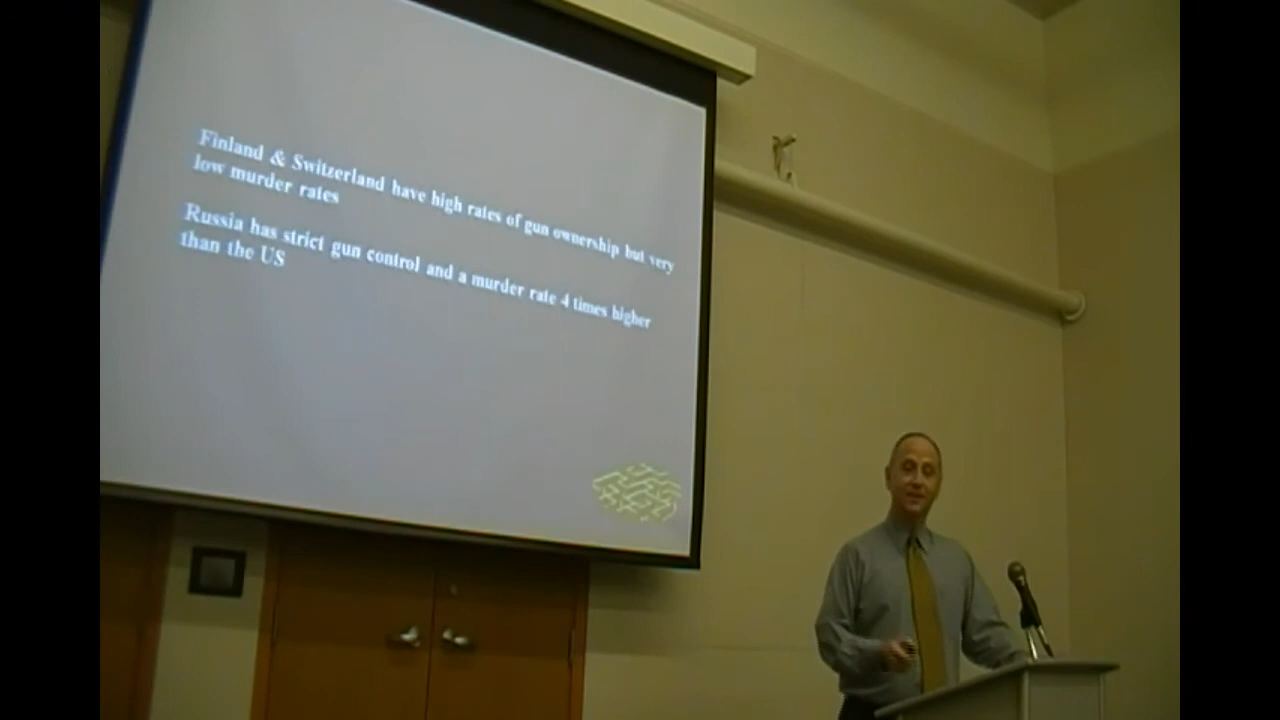 Finland & Switzerland have high rates of gun ownership but very
low murder rates
Russia has strict gun control and a murder rate 4 times higher
than the US